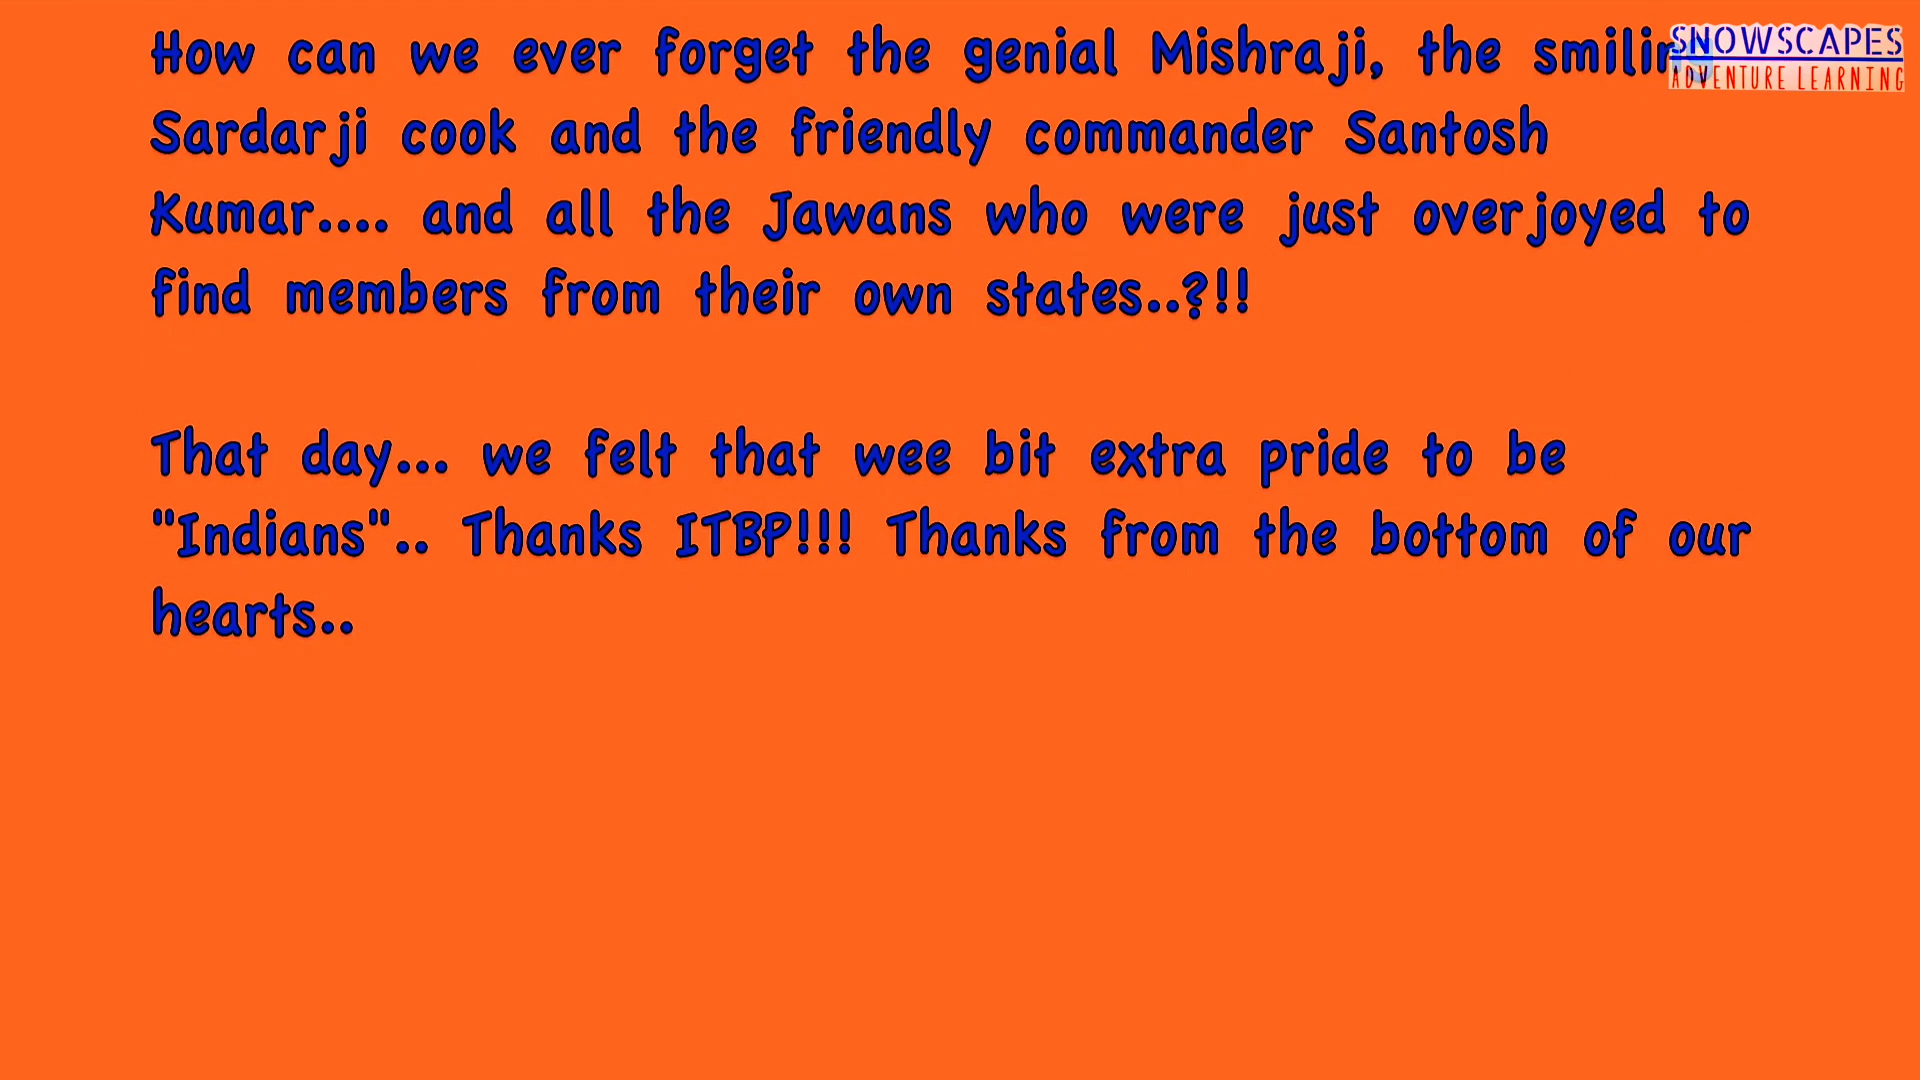 How can we ever forget the genial Mishraji, the
Sardarji cook and the friendly commander Santosh
Kumar.... and all the Jawans who were just overjoyed to
find members from their own states..?!!
That day... we felt that wee bit extra pride to be
"Indians".. Thanks ITBP!!! Thanks from the bottom of our
hearts..
SNOWSCAPES
ADVENTURE LEARNING